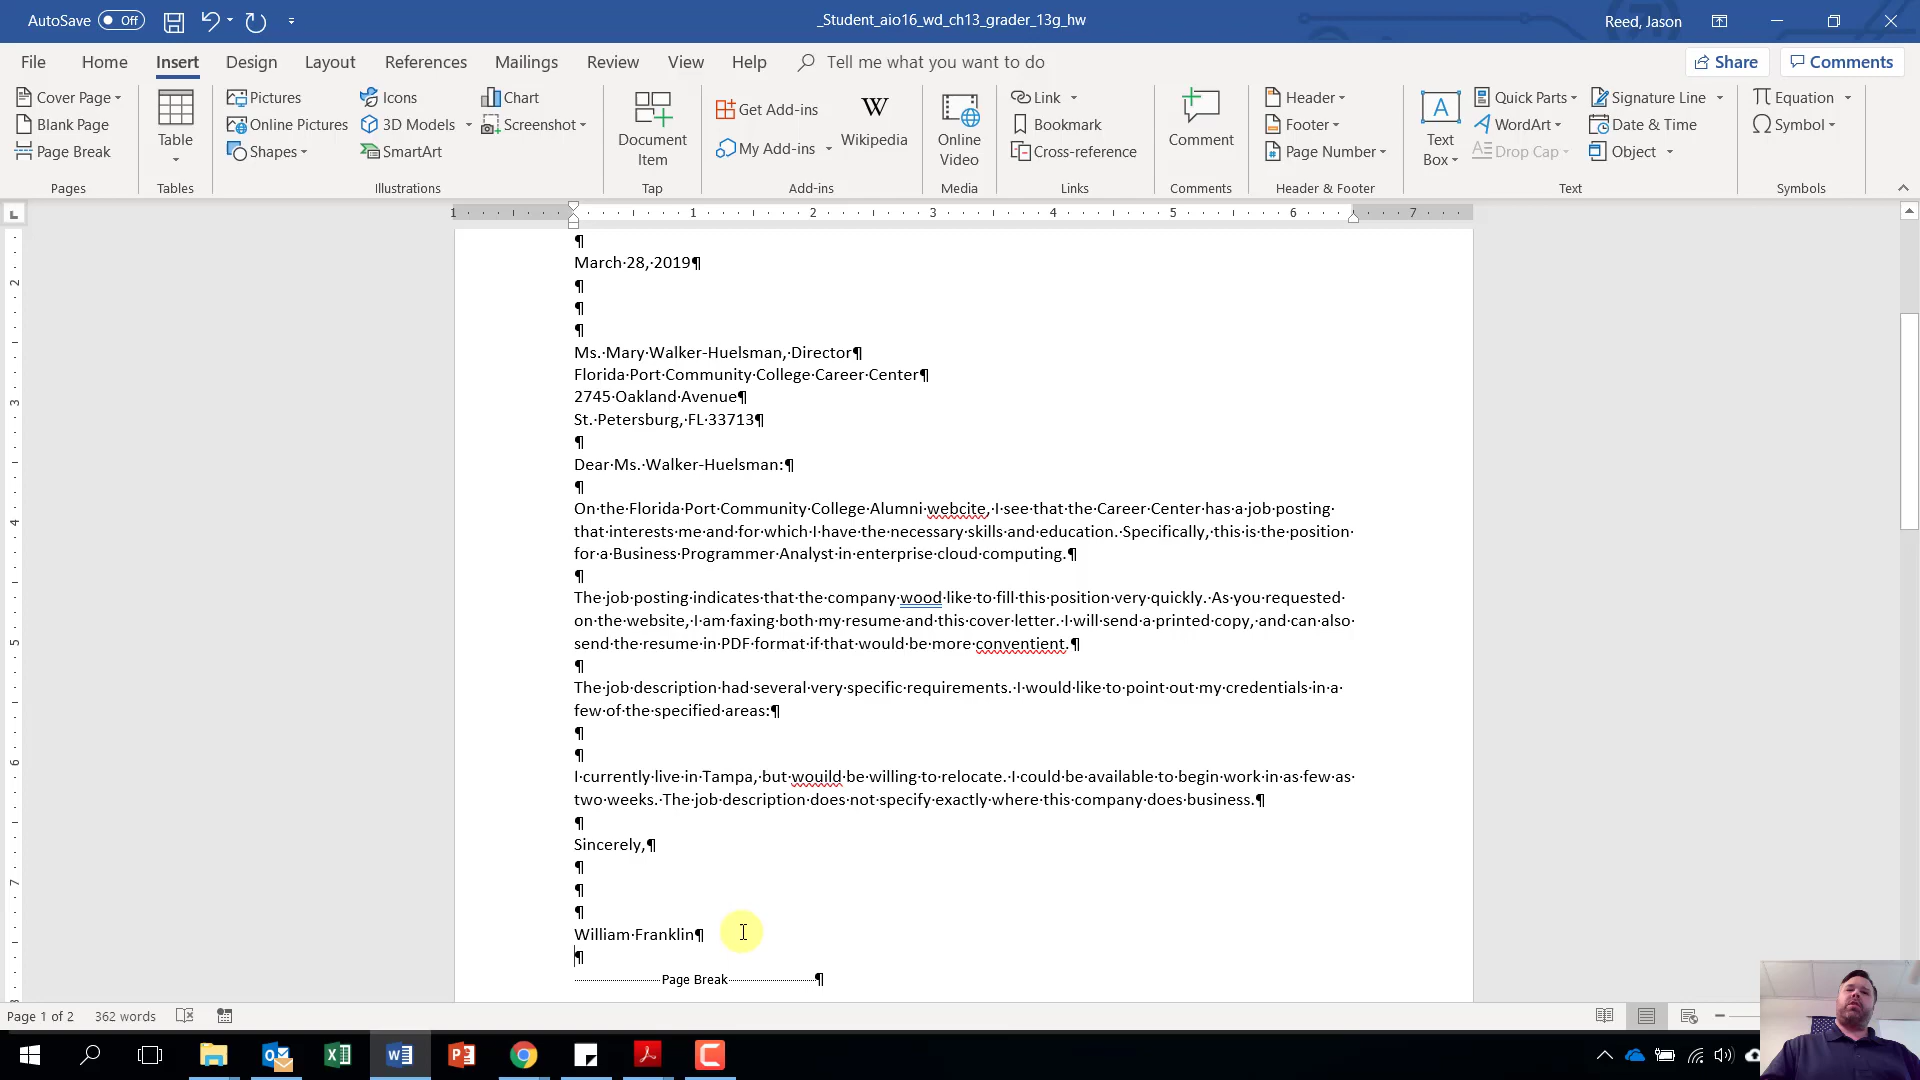 AutoSave Off
_Student_aio16_wd_ch13_grader_13g_hw
Reed, Jason
File Home Insert Design Layout References Mailings Review View Help Tell me what you want to do Share Comments
Cover Page
Blank Page
Page Break
Pages
Table
Tables
Pictures
Online Pictures
Shapes
Icons
3D Models
SmartArt
Chart
Screenshot
Illustrations
Document
Item
Tap
Get Add-ins
My Add-ins
Wikipedia
Add-ins
Online
Video
Media
Link
Bookmark
Cross-reference
Links
Comment
Comments
Header
Footer
Page Number
Header & Footer
Text
Box
Quick Parts
WordArt
Drop Cap
Signature Line
Date & Time
Object
Text
Equation
Symbol
Symbols
1 1 2 3 4 5 6 7
2
3
4
5
6
7
¶
March·28,·2019¶
¶
¶
¶
Ms.·Mary·Walker-Huelsman,·Director¶
Florida·Port·Community·College·Career·Center¶
2745·Oakland·Avenue¶
St.·Petersburg,·FL·33713¶
¶
Dear·Ms.·Walker-Huelsman:¶
¶
On·the·Florida·Port·Community·College·Alumni·webcite,·I·see·that·the·Career·Center·has·a·job·posting·
that·interests·me·and·for·which·I·have·the·necessary·skills·and·education.·Specifically,·this·is·the·position·
for·a·Business·Programmer·Analyst·in·enterprise·cloud·computing.¶
¶
The·job·posting·indicates·that·the·company·wood·like·to·fill·this·position·very·quickly.·As·you·requested·
on·the·website,·I·am·faxing·both·my·resume·and·this·cover·letter.·I·will·send·a·printed·copy,·and·can·also·
send·the·resume·in·PDF·format·if·that·would·be·more·conventient.¶
¶
The·job·description·had·several·very·specific·requirements.·I·would·like·to·point·out·my·credentials·in·a·
few·of·the·specified·areas:¶
¶
¶
I·currently·live·in·Tampa,·but·wouild·be·willing·to·relocate.·I·could·be·available·to·begin·work·in·as·few·as·
two·weeks.·The·job·description·does·not·specify·exactly·where·this·company·does·business.¶
¶
Sincerely,¶
¶
¶
¶
William·Franklin¶
¶
Page Break¶
Page 1 of 2 362 words